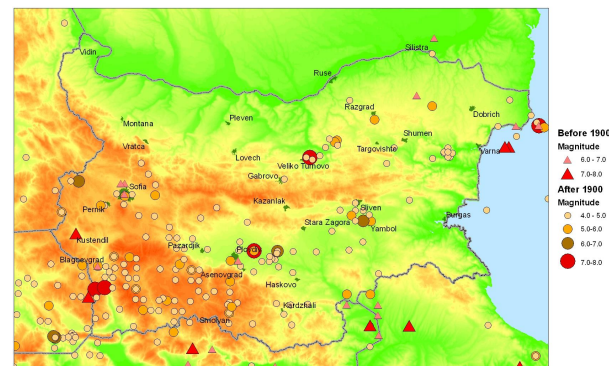 Vidin
Silistra
Ruse
Razgrad
Dobrich
Montana
Pleven
Shumen
Vratca
Targovishte
Varna
Lovech
Veliko Turnovo
Gabrovo
Sofia
Kazanlak
Sliven
Pernik
Burgas
Stara Zagora
Yambol
Kustendil
Pazardjik
Blagoevgrad
Asenovgrad
Haskovo
Kardzhali
Smolyan
Before 1900
Magnitude
6.0 - 7.0
7.0-8.0
After 1900
Magnitude
4.0 - 5.0
5.0-6.0
6.0-7.0
7.0-8.0